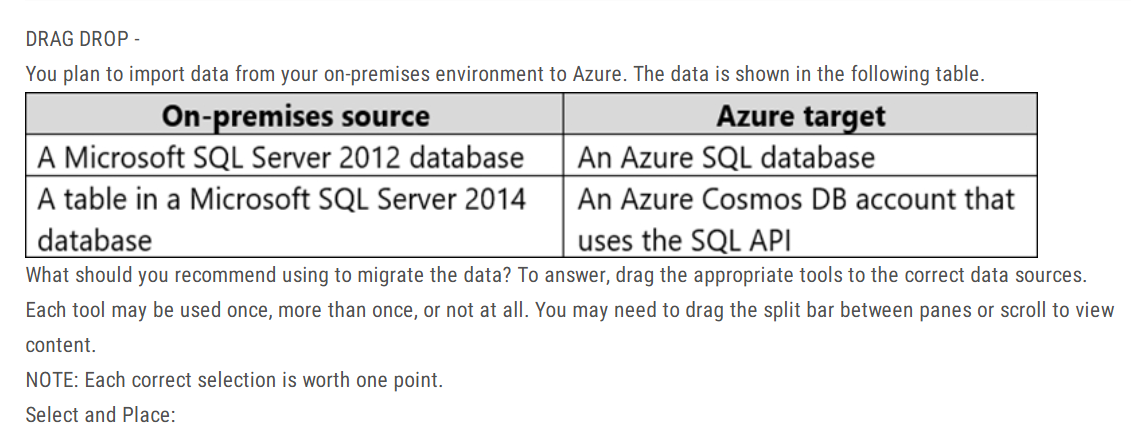 DRAG DROP -
You plan to import data from your on-premises environment to Azure. The data is shown in the following table.
On-premises source Azure target
A Microsoft SQL Server 2012 database An Azure SQL database
A table in a Microsoft SQL Server 2014 An Azure Cosmos DB account that
database uses the SQL API
What should you recommend using to migrate the data? To answer, drag the appropriate tools to the correct data sources.
Each tool may be used once, more than once, or not at all. You may need to drag the split bar between panes or scroll to view
content.
NOTE: Each correct selection is worth one point.
Select and Place: